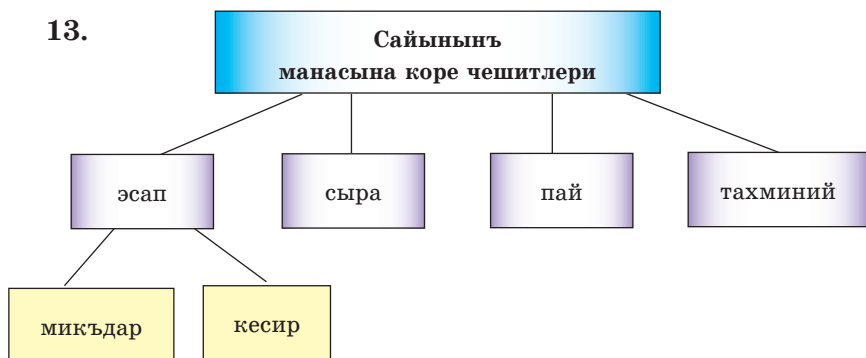 13.
Сайынынъ
манасына коре чешитлери
эсап
сыра
пай
тахминий
микъдар
кесир